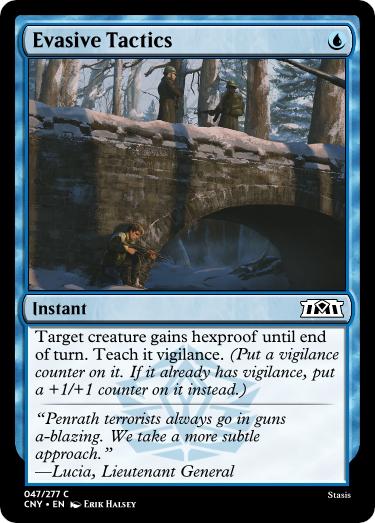 Evasive Tactics
Instant
Target creature gains hexproof until end
of turn. Teach it vigilance. (Put a vigilance
counter on it. If it already has vigilance, put
a +1/+1 counter on it instead.)
“Penrath terrorists always go in guns
a-blazing. We take a more subtle
approach.”
—Lucia, Lieutenant General
047/277 C
CNY • EN Erik Halsey
Stasis